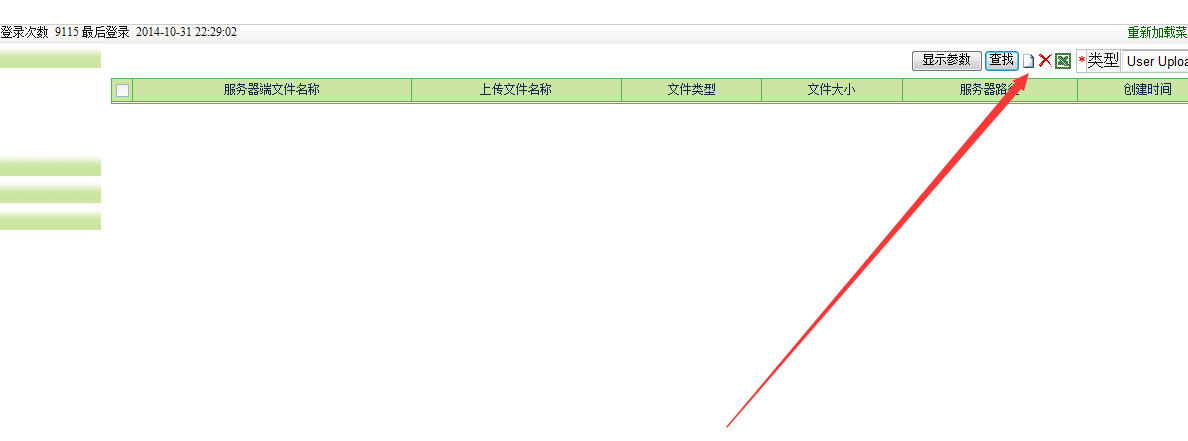 登录次数 9115 最后登录 2014-10-31 22:29:02 重新加载菜
显示参数 查找 *类型 User Uploa
服务器端文件名称 上传文件名称 文件类型 文件大小 服务器路径 创建时间